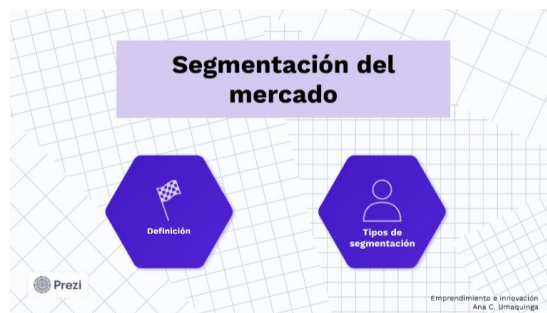 Segmentación del
mercado
Definición
Tipos de
segmentación
Prezi
Emprendimiento e innovación
Ana C. Umaquinga